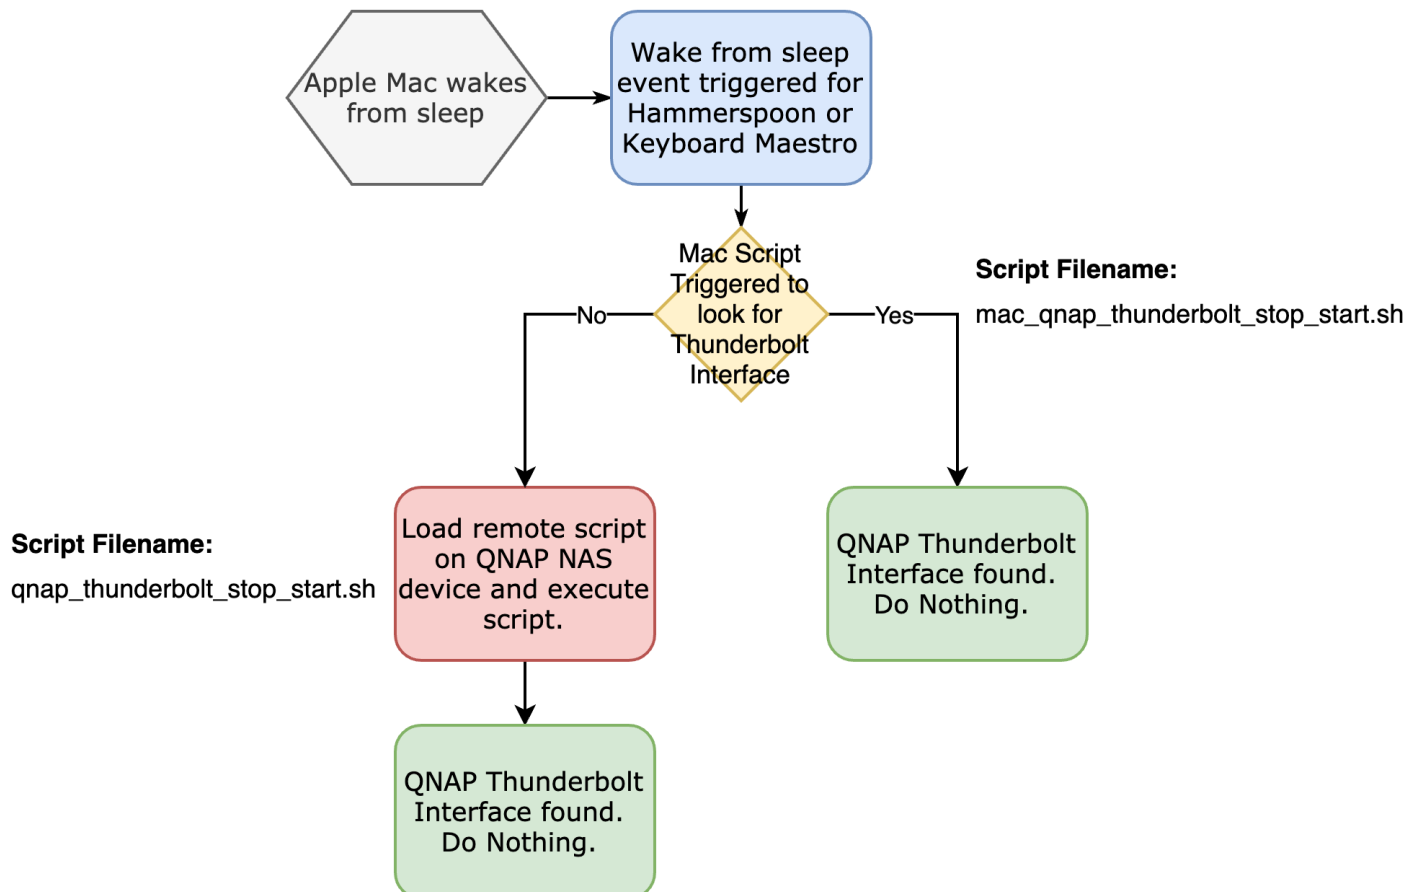 Apple Mac wakes
from sleep
Wake from sleep
event triggered for
Hammerspoon or
Keyboard Maestro
Mac Script
Triggered to
look for
Thunderbolt
Interface
No
Yes
Script Filename:
mac_qnap_thunderbolt_stop_start.sh
Script Filename:
qnap_thunderbolt_stop_start.sh
Load remote script
on QNAP NAS
device and execute
script.
QNAP Thunderbolt
Interface found.
Do Nothing.
QNAP Thunderbolt
Interface found.
Do Nothing.